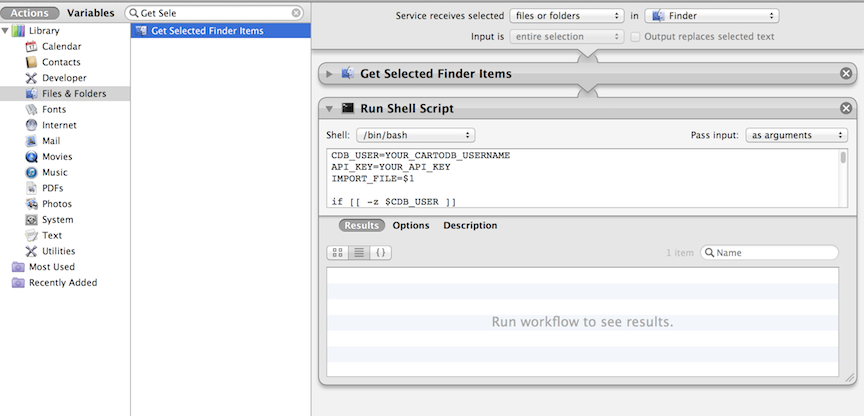 Actions Variables Get Sele
Library
Calendar
Contacts
Developer
Files & Folders
Fonts
Internet
Mail
Movies
Music
PDFs
Photos
System
Text
Utilities
Most Used
Recently Added
Get Selected Finder Items
Service receives selected files or folders in Finder
Input is entire selection Output replaces selected text
Get Selected Finder Items
Run Shell Script
Shell: /bin/bash Pass input: as arguments
CDB_USER=YOUR_CARTODB_USERNAME
API_KEY=YOUR_API_KEY
IMPORT_FILE=$1
if [[ -z $CDB_USER ]]
Results Options Description
{} 1 item Name
Run workflow to see results.